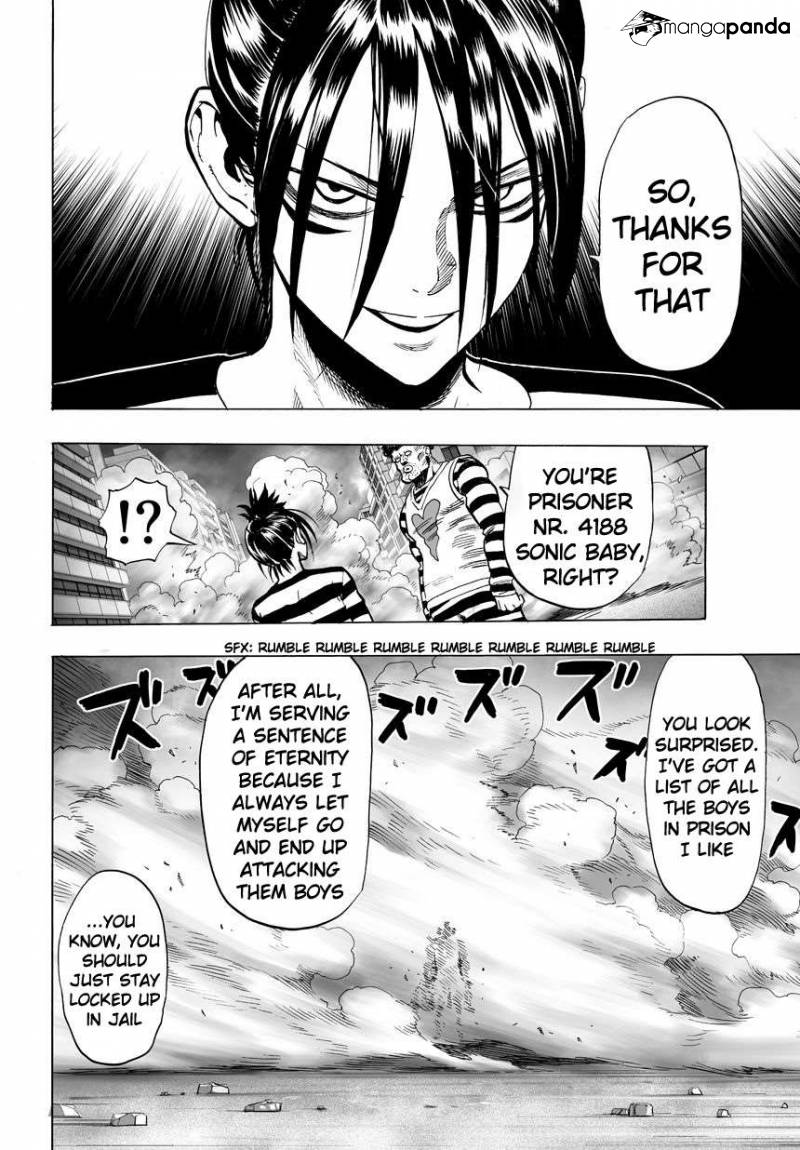 mangapanda
SO,
THANKS
FOR
THAT
YOU'RE
PRISONER
NR. 4188
SONIC BABY,
RIGHT?
!?
SFX: RUMBLE RUMBLE RUMBLE RUMBLE RUMBLE RUMBLE RUMBLE
YOU LOOK
SURPRISED.
I'VE GOT A
LIST OF ALL
THE BOYS
IN PRISON
I LIKE
ズズズズズズズ
AFTER ALL,
I'M SERVING
A SENTENCE
OF ETERNITY
BECAUSE I
ALWAYS LET
MYSELF GO
AND END UP
ATTACKING
THEM BOYS
...YOU
KNOW, YOU
SHOULD
JUST STAY
LOCKED UP
IN JAIL